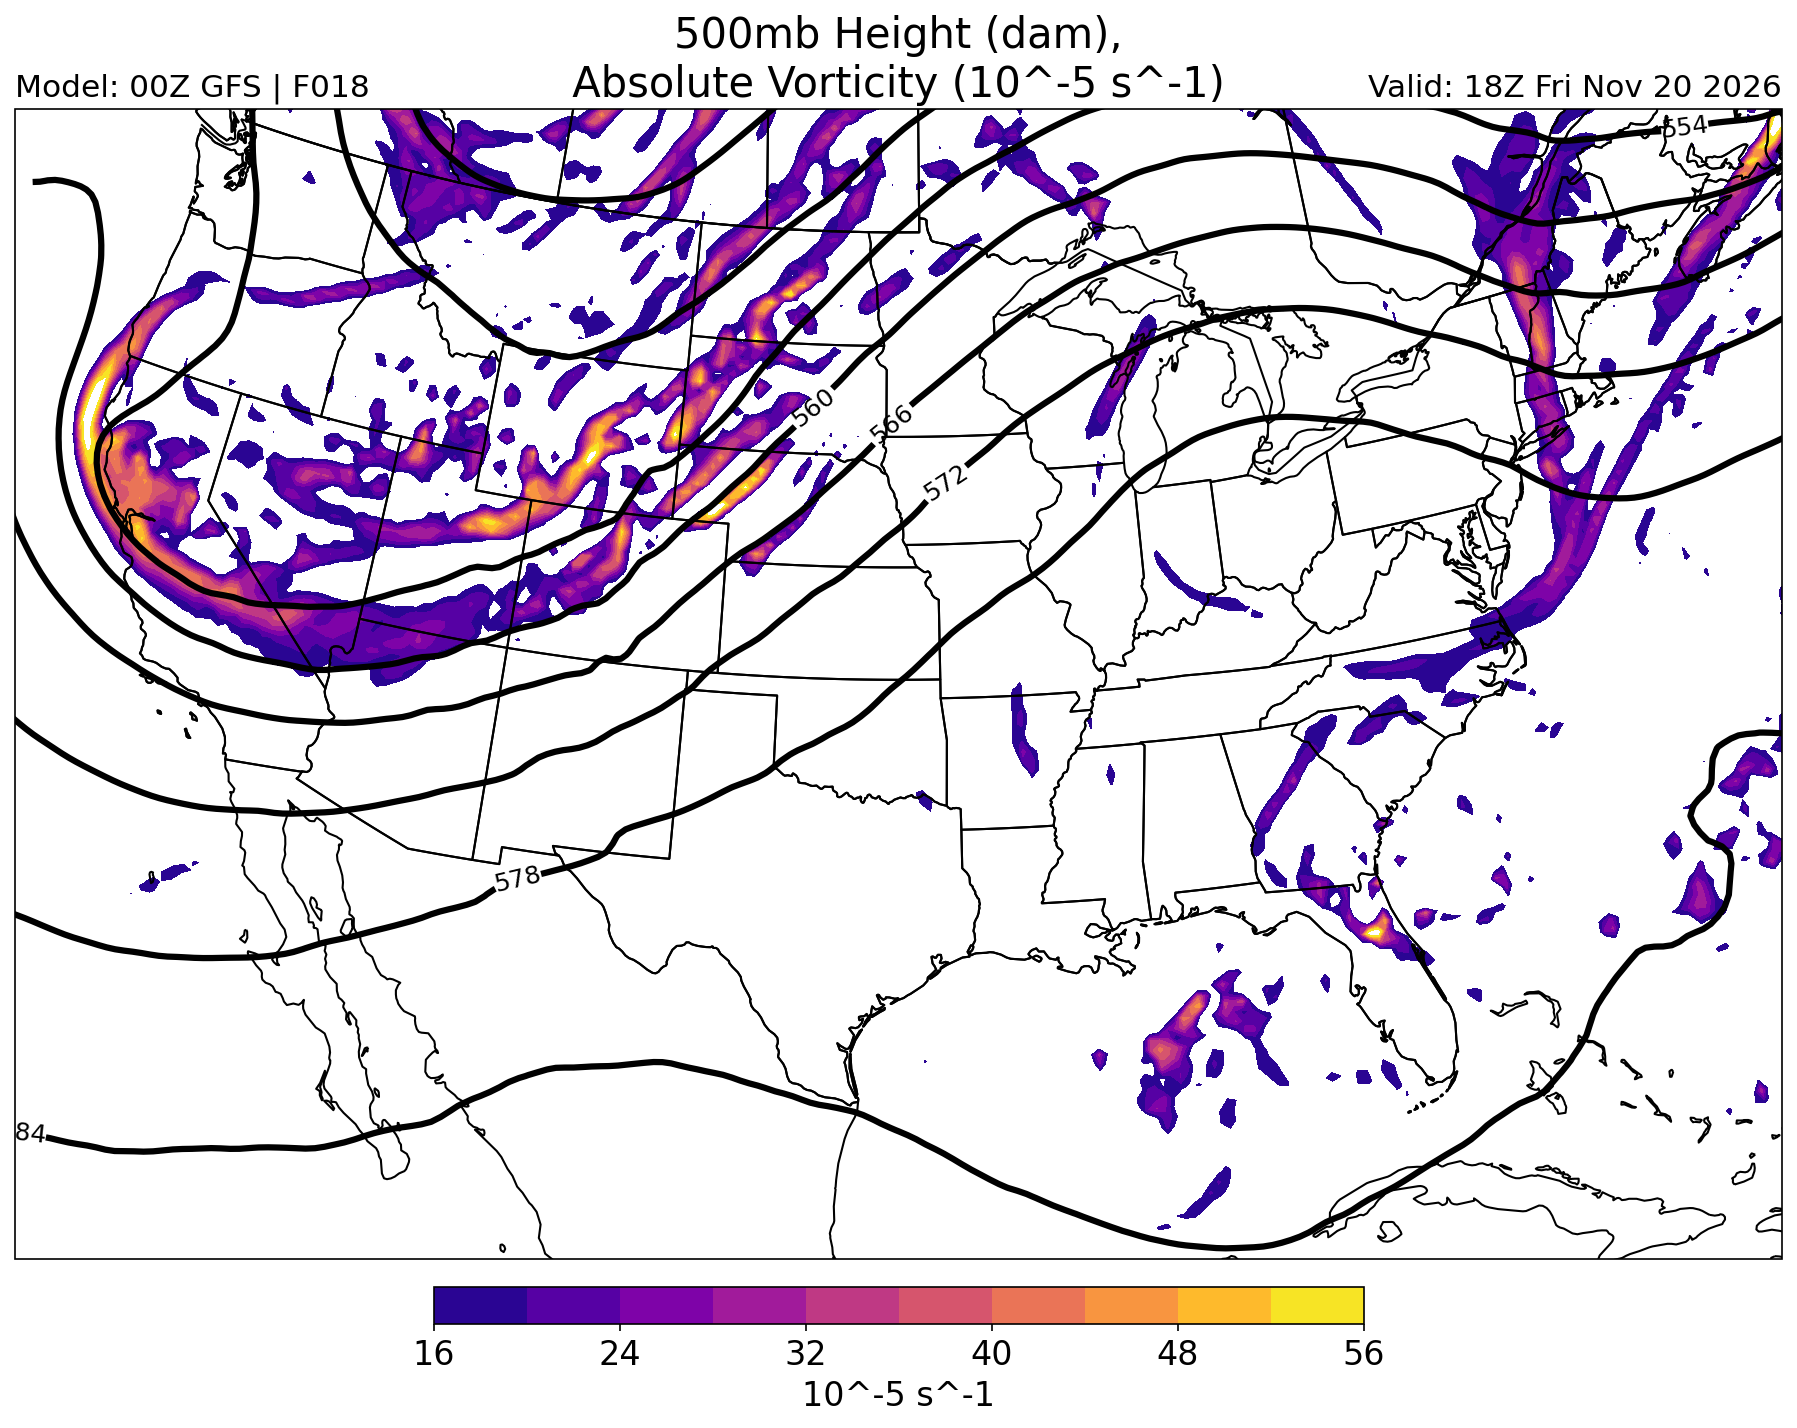 500mb Height (dam),
Absolute Vorticity (10^-5 s^-1)
Model: 00Z GFS | F018
Valid: 18Z Fri Nov 20 2026
554
560
566
572
578
84
16 24 32 40 48 56
10^-5 s^-1